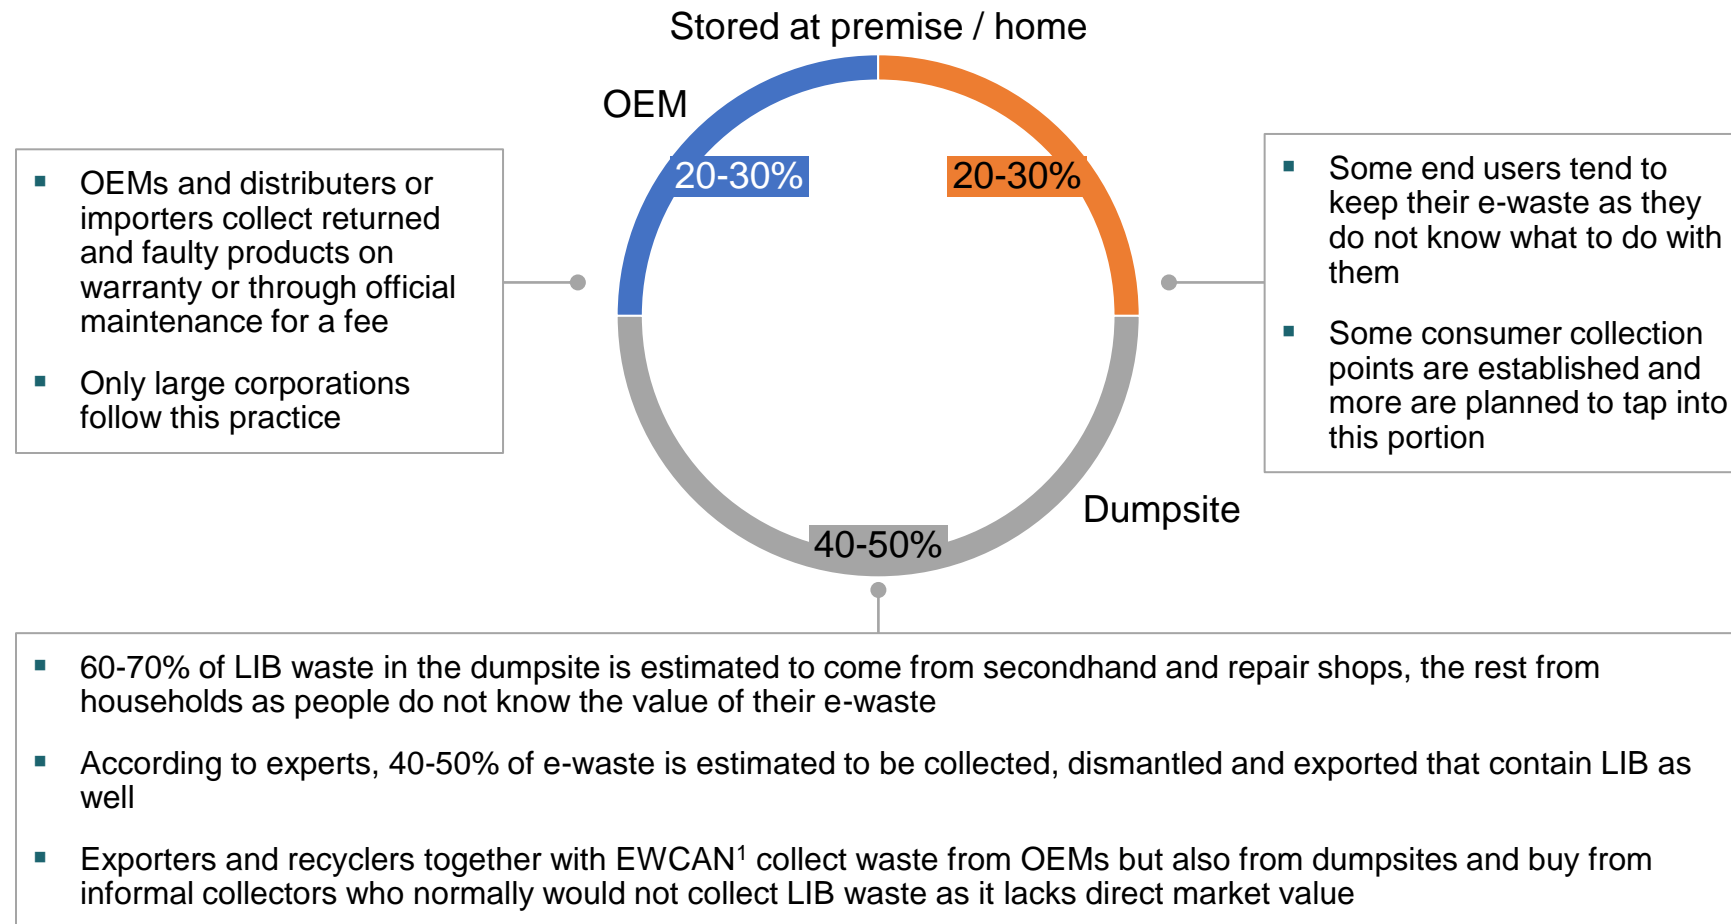 Stored at premise / home
OEM
20-30%
20-30%
Dumpsite
40-50%
▪ OEMs and distributers or
importers collect returned
and faulty products on
warranty or through official
maintenance for a fee
▪ Only large corporations
follow this practice
▪ Some end users tend to
keep their e-waste as they
do not know what to do with
them
▪ Some consumer collection
points are established and
more are planned to tap into
this portion
▪ 60-70% of LIB waste in the dumpsite is estimated to come from secondhand and repair shops, the rest from
households as people do not know the value of their e-waste
▪ According to experts, 40-50% of e-waste is estimated to be collected, dismantled and exported that contain LIB as
well
▪ Exporters and recyclers together with EWCAN¹ collect waste from OEMs but also from dumpsites and buy from
informal collectors who normally would not collect LIB waste as it lacks direct market value